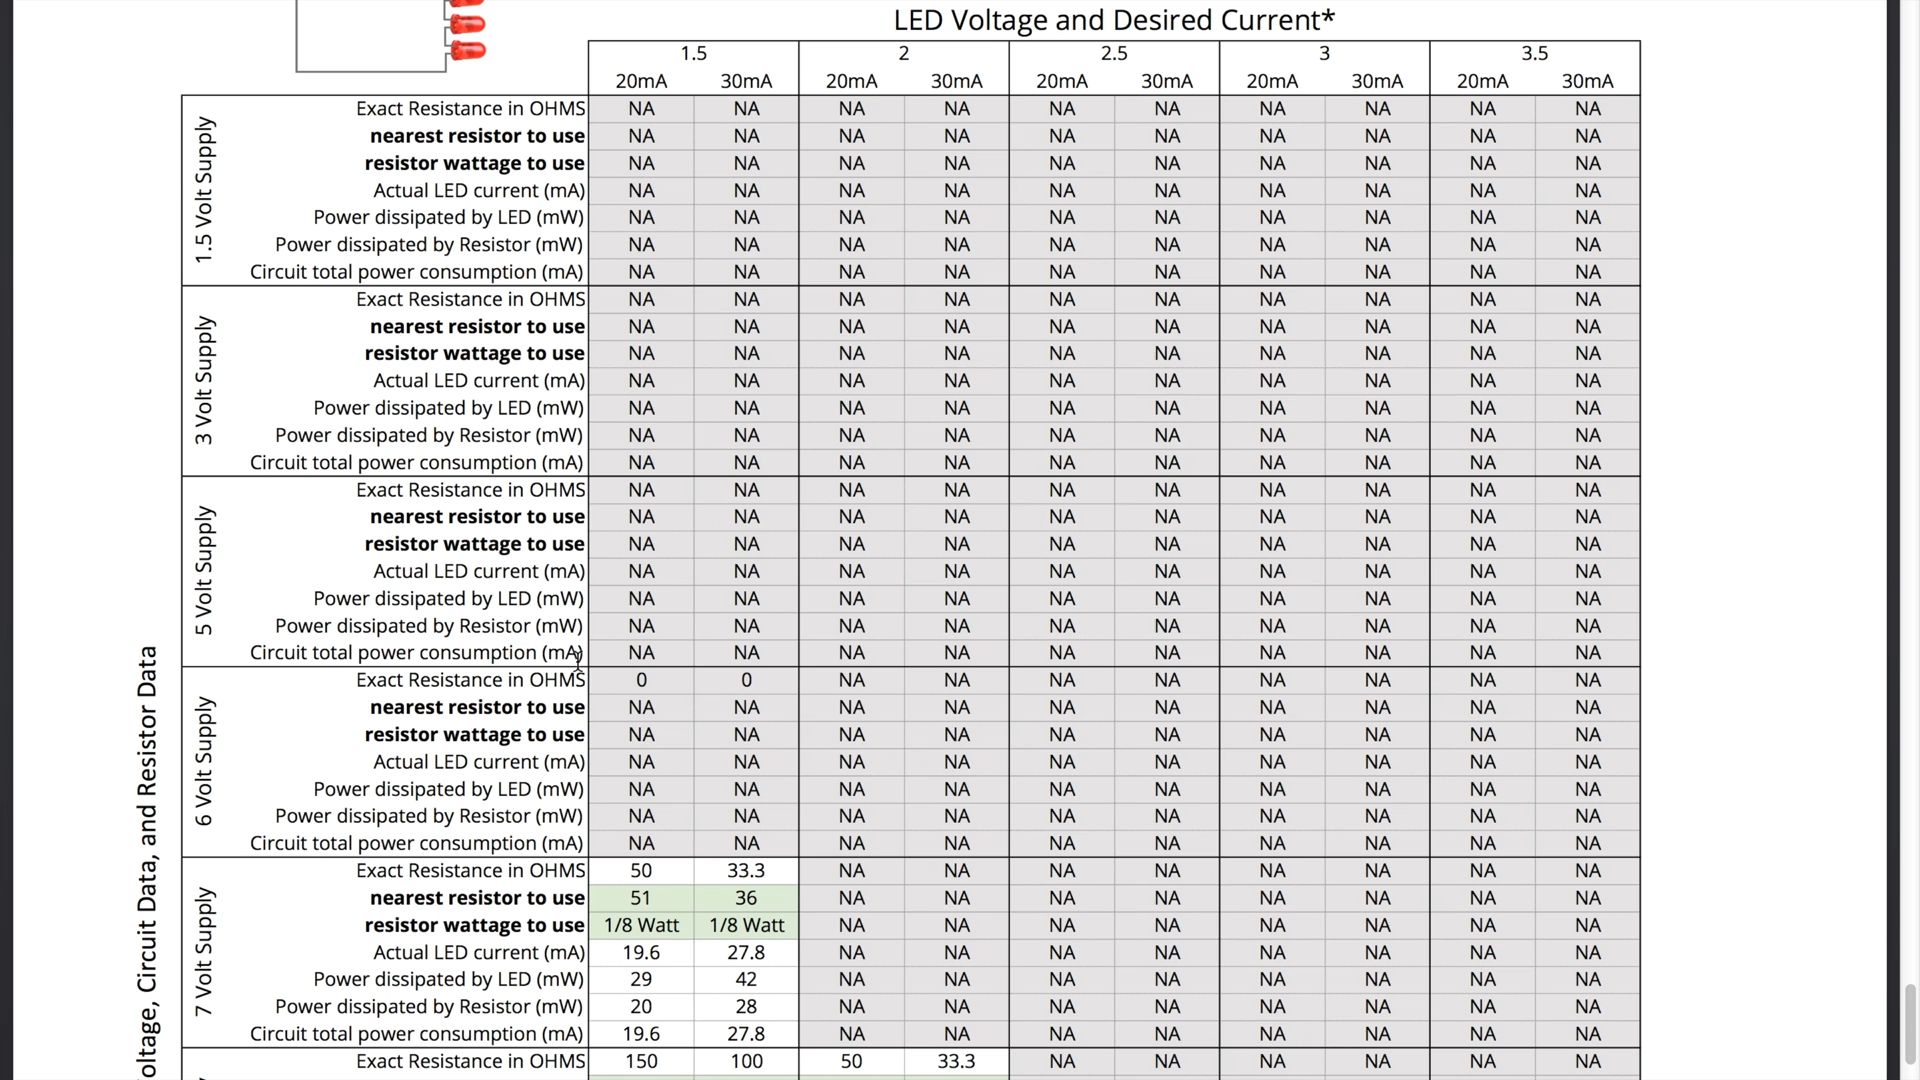 LED Voltage and Desired Current*
1.5 2 2.5 3 3.5
20mA 30mA 20mA 30mA 20mA 30mA 20mA 30mA 20mA 30mA
1.5 Volt Supply
Exact Resistance in OHMS NA NA NA NA NA NA NA NA NA NA
nearest resistor to use NA NA NA NA NA NA NA NA NA NA
resistor wattage to use NA NA NA NA NA NA NA NA NA NA
Actual LED current (mA) NA NA NA NA NA NA NA NA NA NA
Power dissipated by LED (mW) NA NA NA NA NA NA NA NA NA NA
Power dissipated by Resistor (mW) NA NA NA NA NA NA NA NA NA NA
Circuit total power consumption (mA) NA NA NA NA NA NA NA NA NA NA
3 Volt Supply
Exact Resistance in OHMS NA NA NA NA NA NA NA NA NA NA
nearest resistor to use NA NA NA NA NA NA NA NA NA NA
resistor wattage to use NA NA NA NA NA NA NA NA NA NA
Actual LED current (mA) NA NA NA NA NA NA NA NA NA NA
Power dissipated by LED (mW) NA NA NA NA NA NA NA NA NA NA
Power dissipated by Resistor (mW) NA NA NA NA NA NA NA NA NA NA
Circuit total power consumption (mA) NA NA NA NA NA NA NA NA NA NA
5 Volt Supply
Exact Resistance in OHMS NA NA NA NA NA NA NA NA NA NA
nearest resistor to use NA NA NA NA NA NA NA NA NA NA
resistor wattage to use NA NA NA NA NA NA NA NA NA NA
Actual LED current (mA) NA NA NA NA NA NA NA NA NA NA
Power dissipated by LED (mW) NA NA NA NA NA NA NA NA NA NA
Power dissipated by Resistor (mW) NA NA NA NA NA NA NA NA NA NA
Circuit total power consumption (mA) NA NA NA NA NA NA NA NA NA NA
oltage, Circuit Data, and Resistor Data
6 Volt Supply
Exact Resistance in OHMS 0 0 NA NA NA NA NA NA NA NA
nearest resistor to use NA NA NA NA NA NA NA NA NA NA
resistor wattage to use NA NA NA NA NA NA NA NA NA NA
Actual LED current (mA) NA NA NA NA NA NA NA NA NA NA
Power dissipated by LED (mW) NA NA NA NA NA NA NA NA NA NA
Power dissipated by Resistor (mW) NA NA NA NA NA NA NA NA NA NA
Circuit total power consumption (mA) NA NA NA NA NA NA NA NA NA NA
7 Volt Supply
Exact Resistance in OHMS 50 33.3 NA NA NA NA NA NA NA NA
nearest resistor to use 51 36 NA NA NA NA NA NA NA NA
resistor wattage to use 1/8 Watt 1/8 Watt NA NA NA NA NA NA NA NA
Actual LED current (mA) 19.6 27.8 NA NA NA NA NA NA NA NA
Power dissipated by LED (mW) 29 42 NA NA NA NA NA NA NA NA
Power dissipated by Resistor (mW) 20 28 NA NA NA NA NA NA NA NA
Circuit total power consumption (mA) 19.6 27.8 NA NA NA NA NA NA NA NA
Exact Resistance in OHMS 150 100 50 33.3 NA NA NA NA NA NA